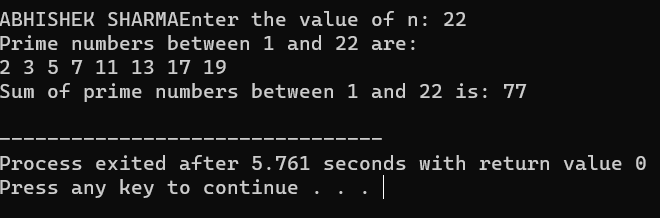 ABHISHEK SHARMAEnter the value of n: 22
Prime numbers between 1 and 22 are:
2 3 5 7 11 13 17 19
Sum of prime numbers between 1 and 22 is: 77
--------------------------------
Process exited after 5.761 seconds with return value 0
Press any key to continue . . .